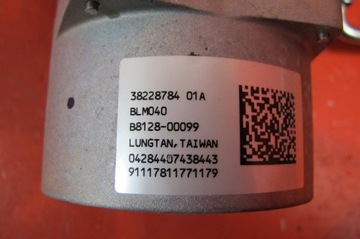 38228784 01A
BLM040
B8128-00099
LUNGTAN, TAIWAN
04284407438443
91117811771179